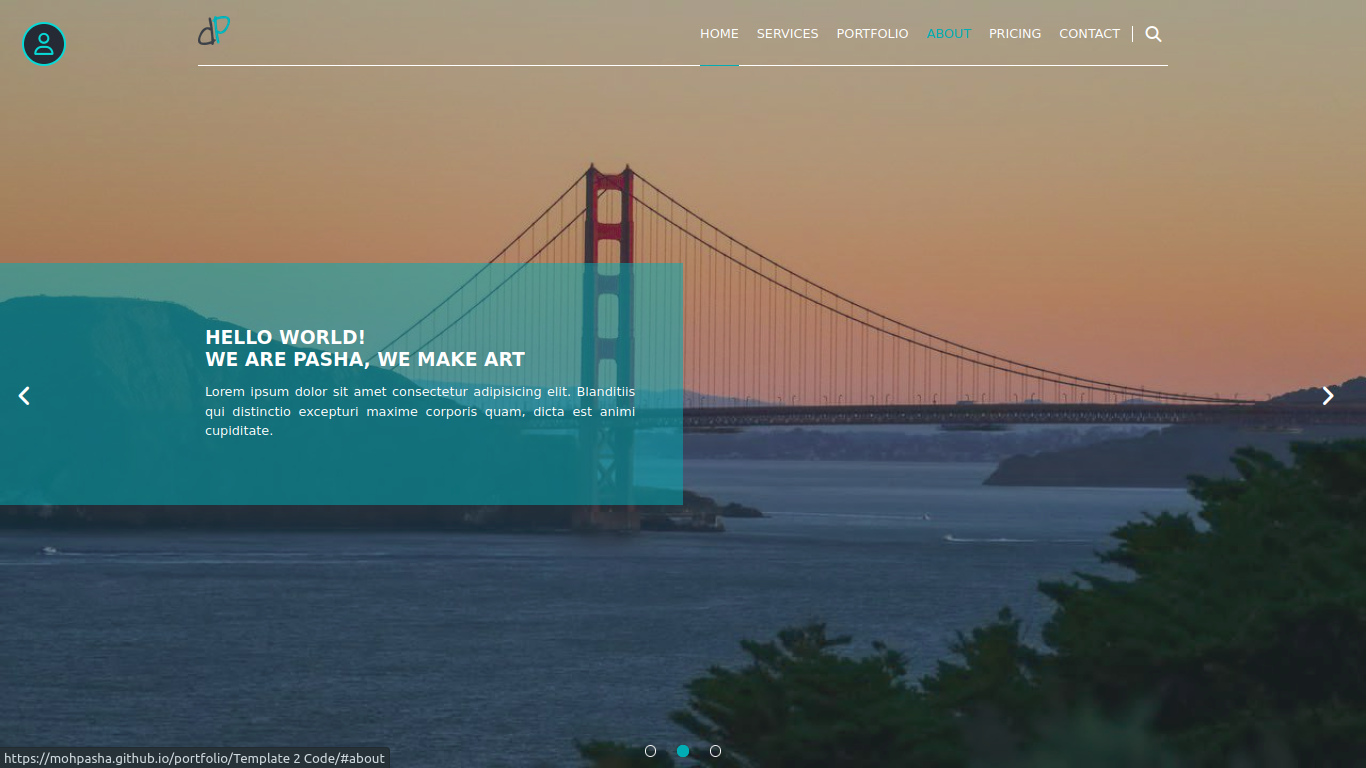 dP
HOME SERVICES PORTFOLIO ABOUT PRICING CONTACT
HELLO WORLD!
WE ARE PASHA, WE MAKE ART
Lorem ipsum dolor sit amet consectetur adipisicing elit. Blanditiis
qui distinctio excepturi maxime corporis quam, dicta est animi
cupiditate.
https://mohpasha.github.io/portfolio/Template 2 Code/#about